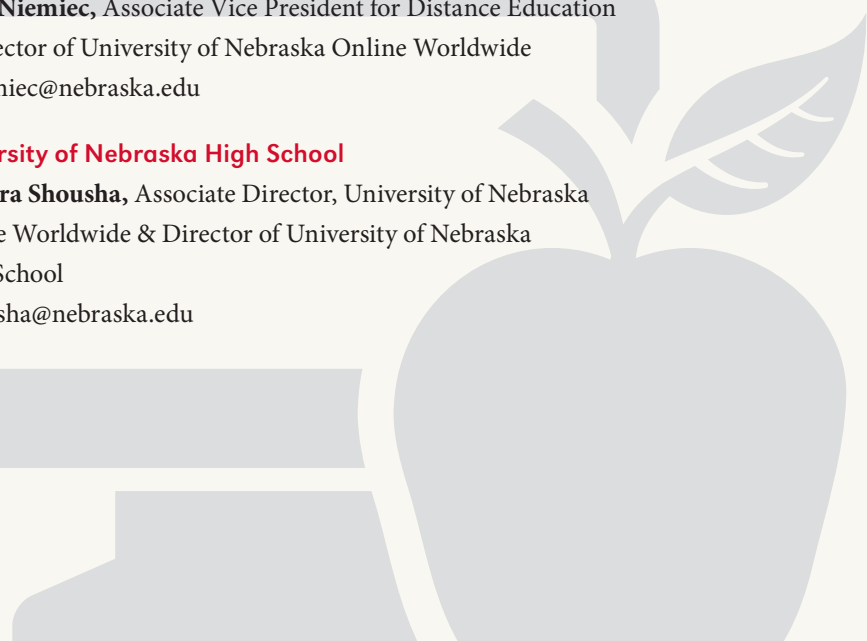 Niemiec, Associate Vice President for Distance Education
ector of University of Nebraska Online Worldwide
niec@nebraska.edu
rsity of Nebraska High School
ra Shousha, Associate Director, University of Nebraska
e Worldwide & Director of University of Nebraska
School
sha@nebraska.edu